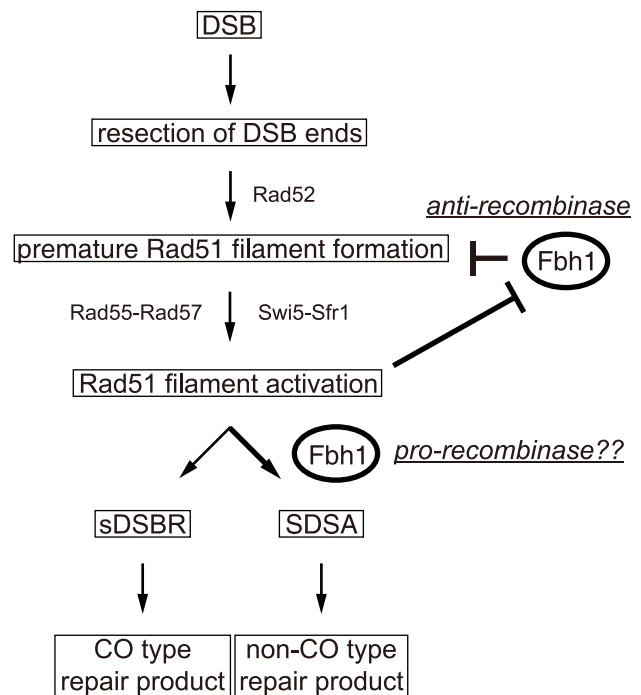 DSB
resection of DSB ends
Rad52
anti-recombinase
premature Rad51 filament formation
Fbh1
Rad55-Rad57
Swi5-Sfr1
Rad51 filament activation
Fbh1
pro-recombinase??
sDSBR
SDSA
CO type
repair product
non-CO type
repair product